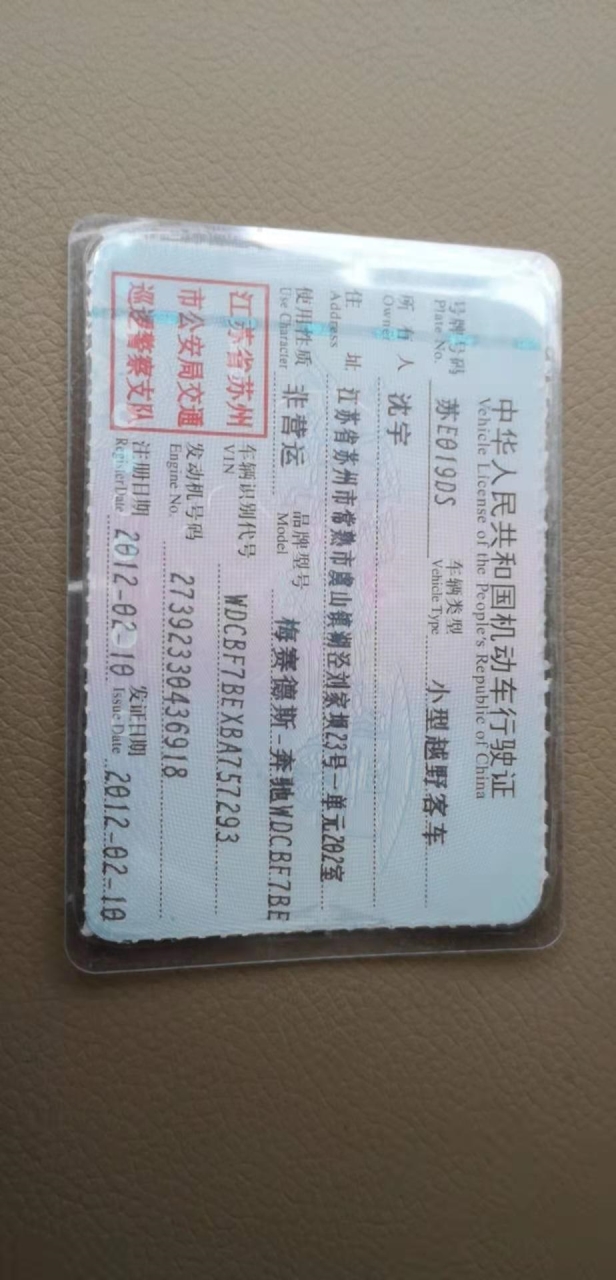 中华人民共和国机动车行驶证
Vehicle License of the People's Republic of China
号牌号码 苏E019DS 车辆类型 小型越野客车
Plate No. Vehicle Type
所有人 沈宇
Owner
住址 江苏省苏州市常熟市虞山镇湖泾刘家坝23号一单元202室
Address
使用性质 非营运 品牌型号 梅赛德斯-奔驰WDCBF7BE
Use Character Model
车辆识别代号 WDCBF7BEXBA757293
VIN
发动机号码 27392330436918
Engine No.
注册日期 2012-02-10 发证日期 2012-02-10
Register Date Issue Date
江苏省苏州
市公安局交通
巡逻警察支队